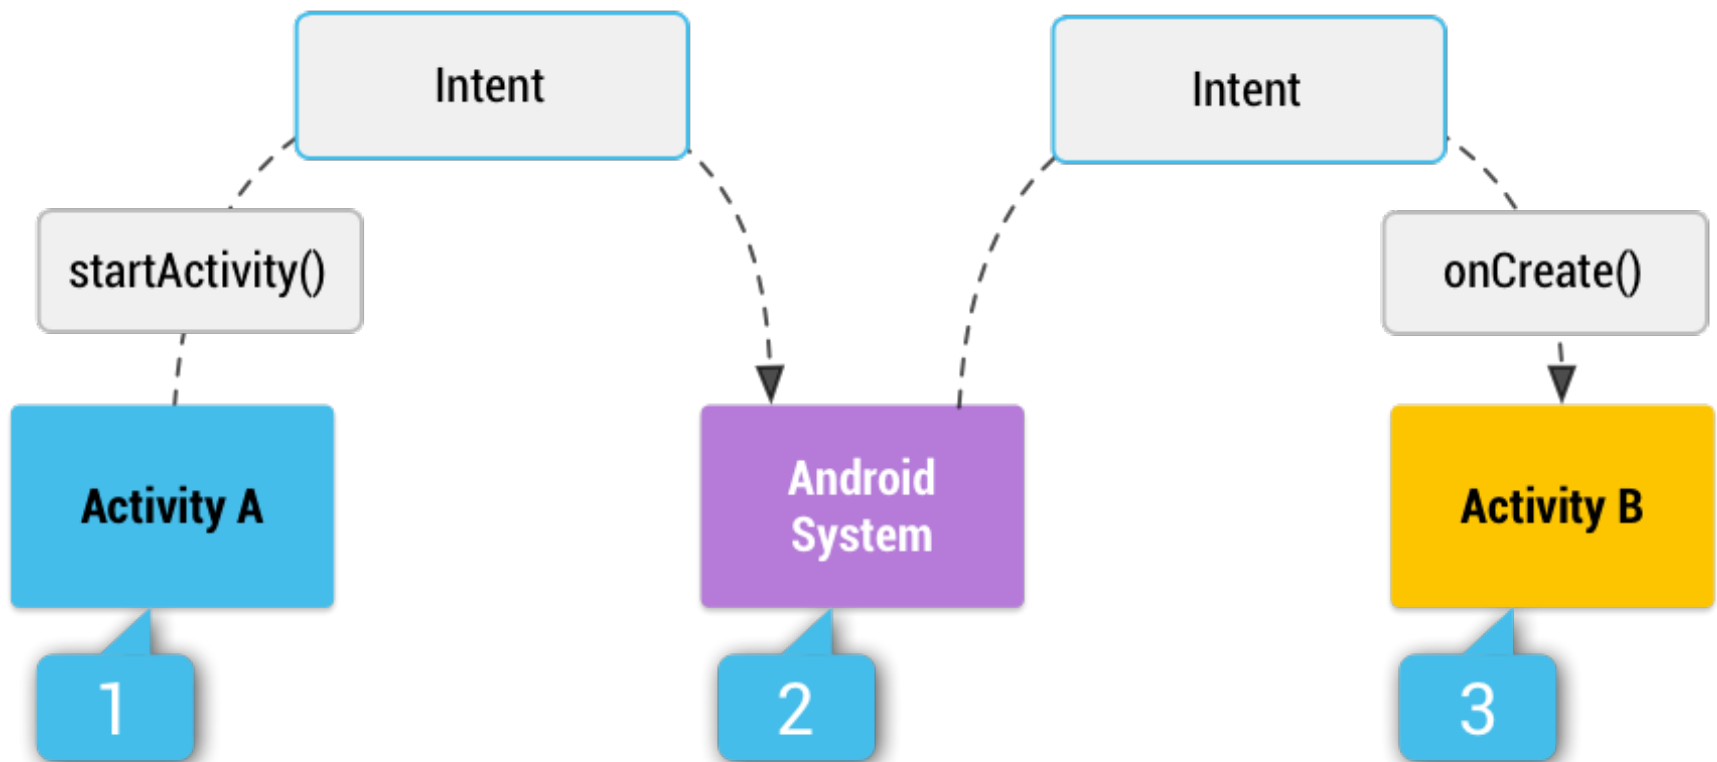 Intent
Intent
startActivity()
onCreate()
Activity A
Android
System
Activity B
1
2
3